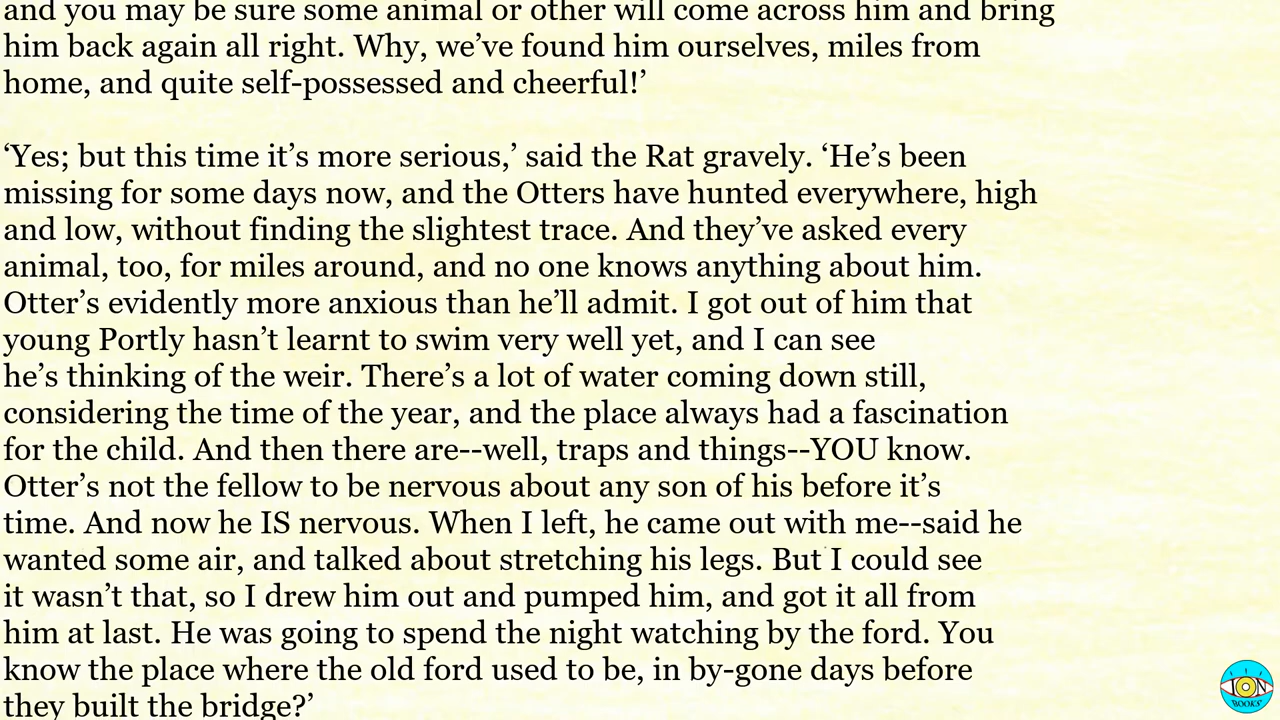 and you may be sure some animal or other will come across him and bring
him back again all right. Why, we’ve found him ourselves, miles from
home, and quite self-possessed and cheerful!’
‘Yes; but this time it’s more serious,’ said the Rat gravely. ‘He’s been
missing for some days now, and the Otters have hunted everywhere, high
and low, without finding the slightest trace. And they’ve asked every
animal, too, for miles around, and no one knows anything about him.
Otter’s evidently more anxious than he’ll admit. I got out of him that
young Portly hasn’t learnt to swim very well yet, and I can see
he’s thinking of the weir. There’s a lot of water coming down still,
considering the time of the year, and the place always had a fascination
for the child. And then there are--well, traps and things--YOU know.
Otter’s not the fellow to be nervous about any son of his before it’s
time. And now he IS nervous. When I left, he came out with me--said he
wanted some air, and talked about stretching his legs. But I could see
it wasn’t that, so I drew him out and pumped him, and got it all from
him at last. He was going to spend the night watching by the ford. You
know the place where the old ford used to be, in by-gone days before
they built the bridge?’
ION
BOOKS